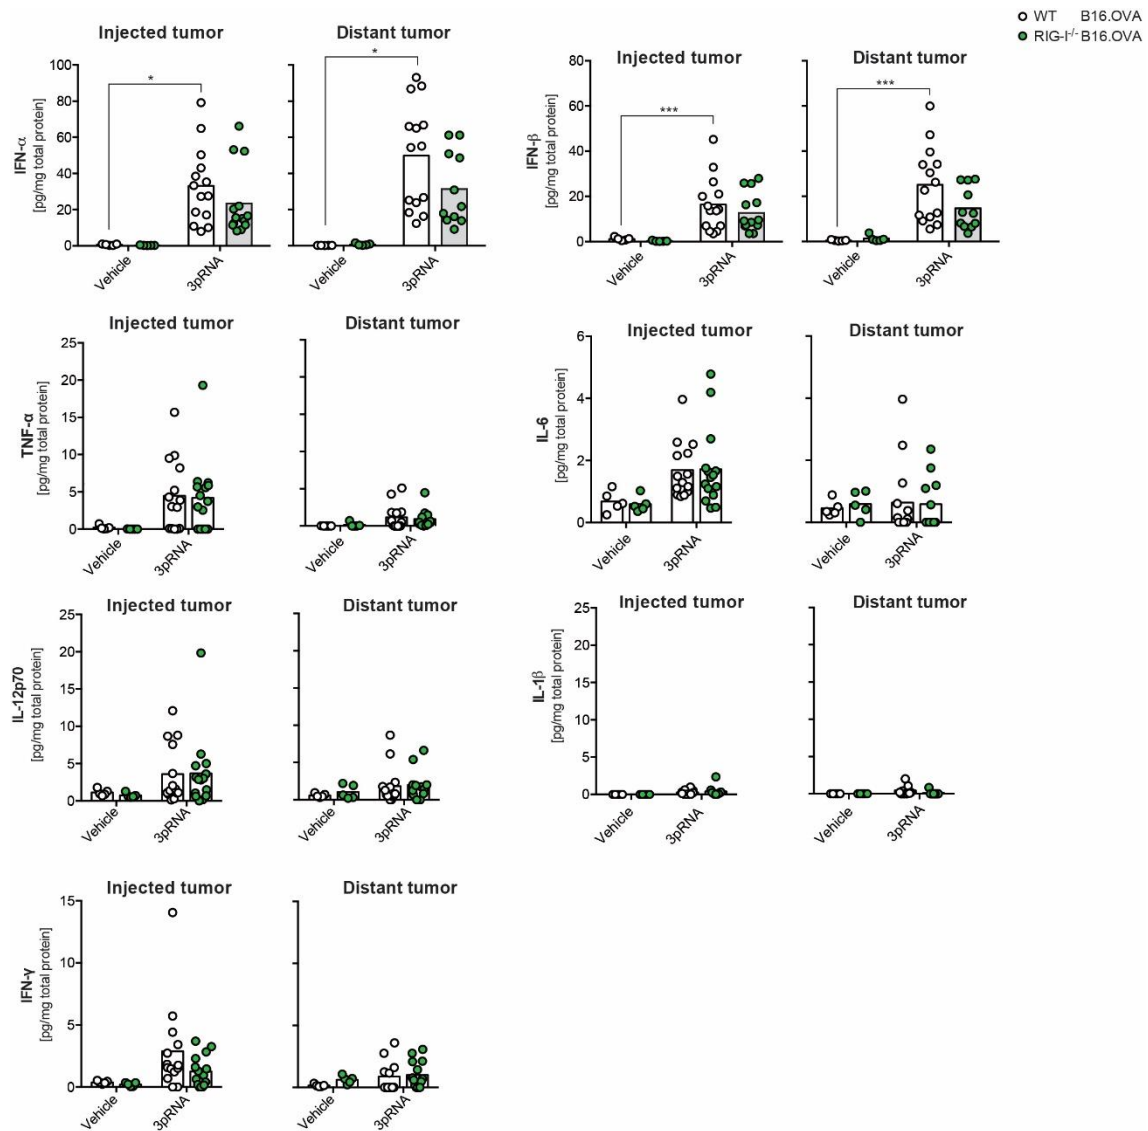 WT B16.OVA
RIG-I-/- B16.OVA
Injected tumor
Distant tumor
IFN-α
[pg/mg total protein]
100
80
60
40
20
0
*
*
Vehicle
3pRNA
Vehicle
3pRNA
Injected tumor
Distant tumor
IFN-β
[pg/mg total protein]
80
60
40
20
0
***
***
Vehicle
3pRNA
Vehicle
3pRNA
Injected tumor
Distant tumor
TNF-α
[pg/mg total protein]
25
20
15
10
5
0
Vehicle
3pRNA
Vehicle
3pRNA
Injected tumor
Distant tumor
IL-6
[pg/mg total protein]
6
4
2
0
Vehicle
3pRNA
Vehicle
3pRNA
Injected tumor
Distant tumor
IL-12p70
[pg/mg total protein]
25
20
15
10
5
0
Vehicle
3pRNA
Vehicle
3pRNA
Injected tumor
Distant tumor
IL-1β
[pg/mg total protein]
25
20
15
10
5
0
Vehicle
3pRNA
Vehicle
3pRNA
Injected tumor
Distant tumor
IFN-γ
[pg/mg total protein]
15
10
5
0
Vehicle
3pRNA
Vehicle
3pRNA